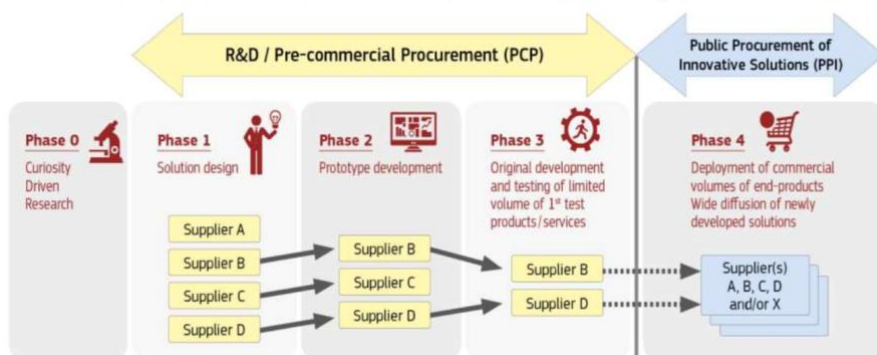 R&D / Pre-commercial Procurement (PCP)
Public Procurement of
Innovative Solutions (PPI)
Phase 0
Curiosity
Driven
Research
Phase 1
Solution design
Supplier A
Supplier B
Supplier C
Supplier D
Phase 2
Prototype development
Supplier B
Supplier C
Supplier D
Phase 3
Original development
and testing of limited
volume of 1st test
products/services
Supplier B
Supplier D
Phase 4
Deployment of commercial
volumes of end-products
Wide diffusion of newly
developed solutions
Supplier(s)
A, B, C, D
and/or X